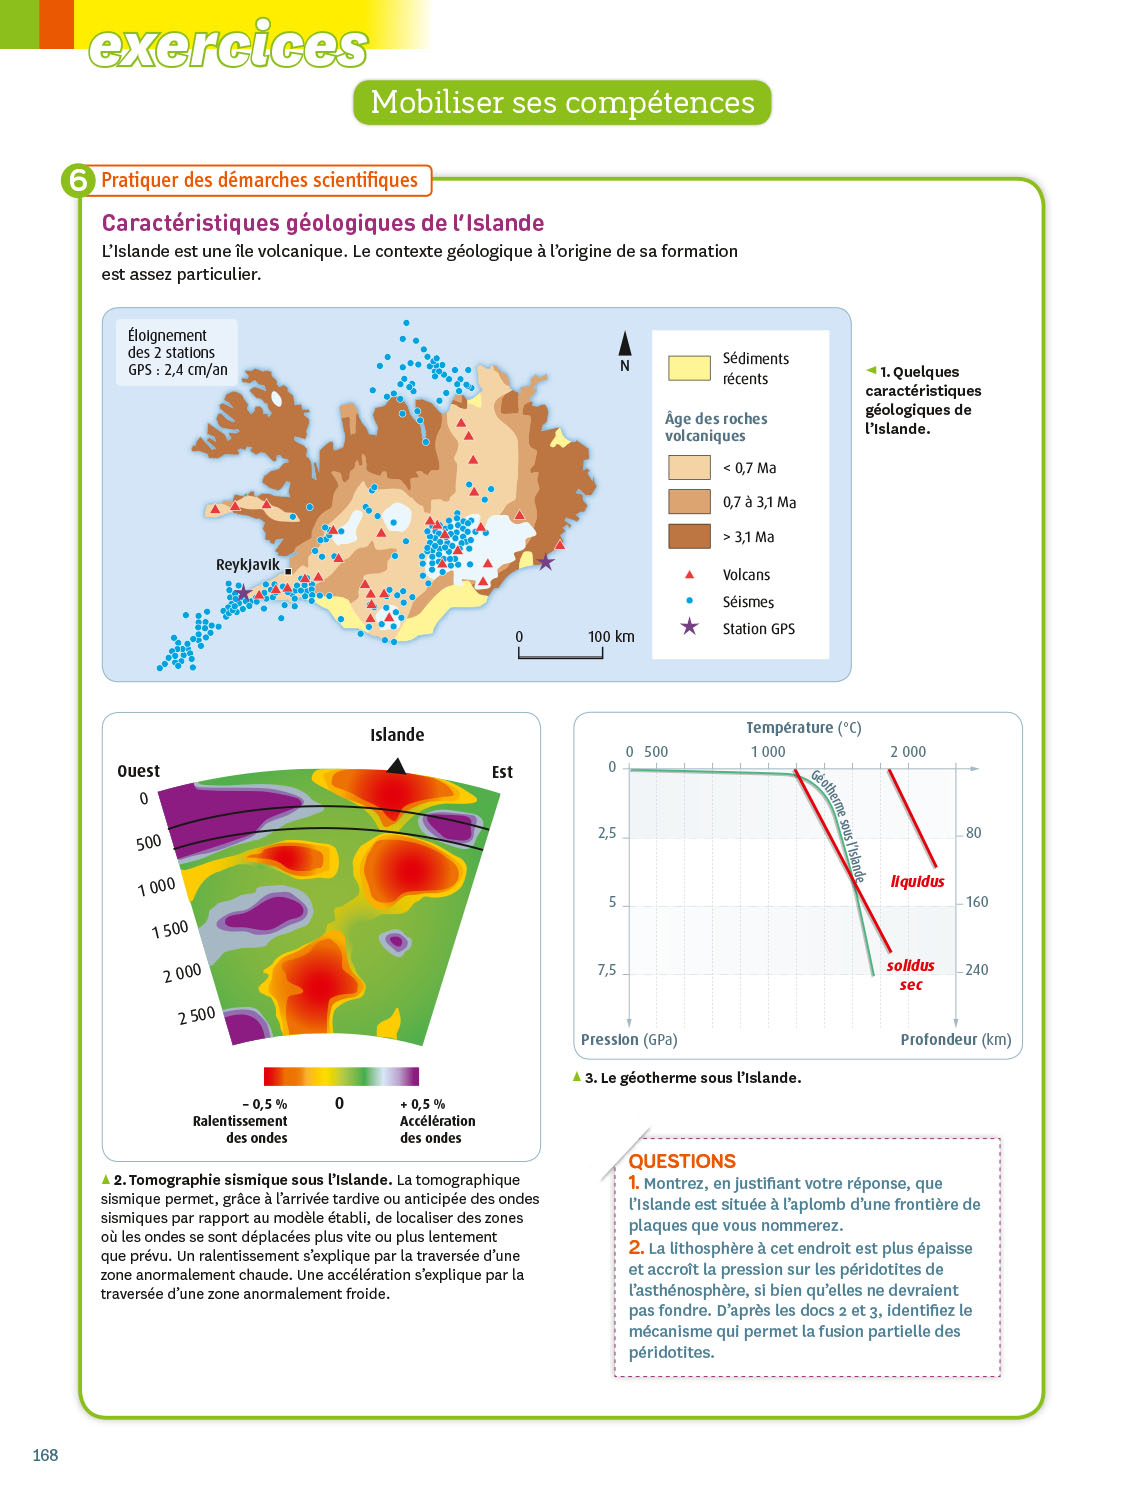 exercices
Mobiliser ses compétences
6 Pratiquer des démarches scientifiques
Caractéristiques géologiques de l'Islande
L'Islande est une île volcanique. Le contexte géologique à l'origine de sa formation
est assez particulier.
Éloignement
des 2 stations
GPS : 2,4 cm/an
N
Reykjavik
0 100 km
Sédiments
récents
Âge des roches
volcaniques
< 0,7 Ma
0,7 à 3,1 Ma
> 3,1 Ma
Volcans
Séismes
Station GPS
1. Quelques
caractéristiques
géologiques de
l'Islande.
Islande
Ouest
Est
0
500
1 000
1 500
2 000
2 500
– 0,5 %
Ralentissement
des ondes
0
+ 0,5 %
Accélération
des ondes
2. Tomographie sismique sous l'Islande. La tomographique
sismique permet, grâce à l'arrivée tardive ou anticipée des ondes
sismiques par rapport au modèle établi, de localiser des zones
où les ondes se sont déplacées plus vite ou plus lentement
que prévu. Un ralentissement s'explique par la traversée d'une
zone anormalement chaude. Une accélération s'explique par la
traversée d'une zone anormalement froide.
Température (°C)
0 500 1 000 2 000
0
2,5
5
7,5
80
160
240
Géotherme sous l'Islande
liquidus
solidus
sec
Pression (GPa)
Profondeur (km)
3. Le géotherme sous l'Islande.
QUESTIONS
1. Montrez, en justifiant votre réponse, que
l'Islande est située à l'aplomb d'une frontière de
plaques que vous nommerez.
2. La lithosphère à cet endroit est plus épaisse
et accroît la pression sur les péridotites de
l'asthénosphère, si bien qu'elles ne devraient
pas fondre. D'après les docs 2 et 3, identifiez le
mécanisme qui permet la fusion partielle des
péridotites.
168